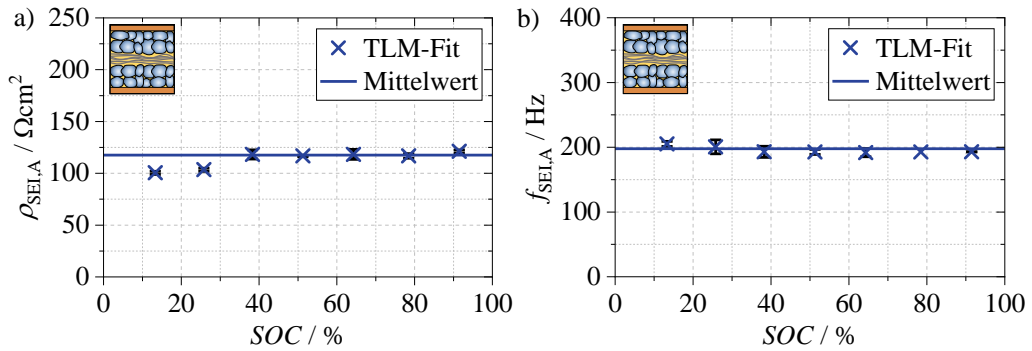 a)
250
200
150
100
50
0
ρSEI,A / Ωcm²
TLM-Fit
Mittelwert
0 20 40 60 80 100
SOC / %
b)
400
300
200
100
0
fSEI,A / Hz
TLM-Fit
Mittelwert
0 20 40 60 80 100
SOC / %